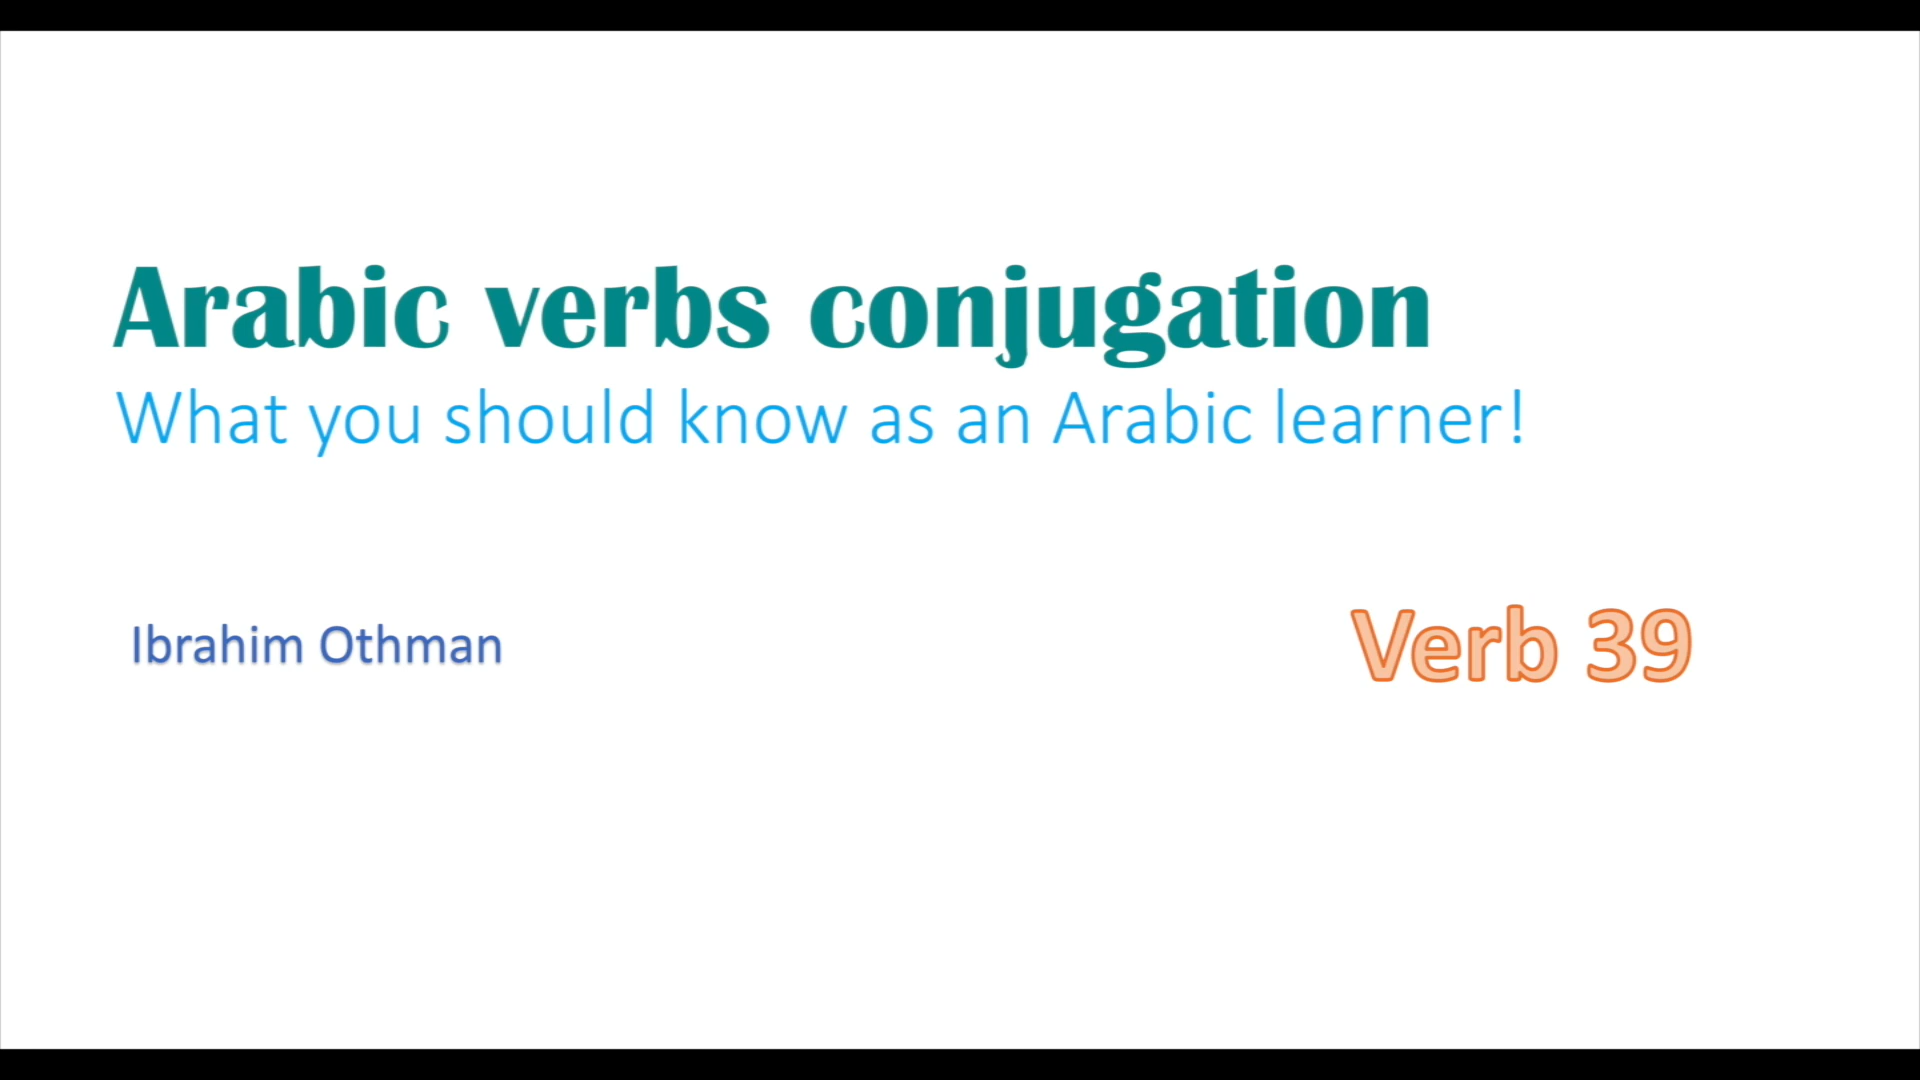 Arabic verbs conjugation
What you should know as an Arabic learner!
Ibrahim Othman
Verb 39